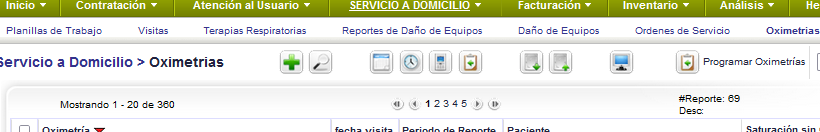 Inicio Contratación Atención al Usuario SERVICIO A DOMICILIO Facturación Inventario Análisis He
Planillas de Trabajo Visitas Terapias Respiratorias Reportes de Daño de Equipos Daño de Equipos Ordenes de Servicio Oximetrias
Servicio a Domicilio > Oximetrias Programar Oximetrías
Mostrando 1 - 20 de 360 1 2 3 4 5 #Reporte: 69
Desc:
Oximetría fecha visita Periodo de Reporte Paciente Saturación sin